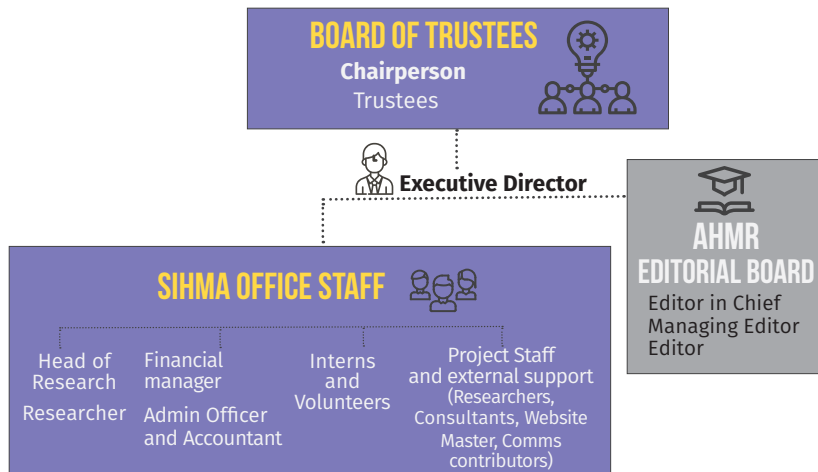 BOARD OF TRUSTEES
Chairperson
Trustees
Executive Director
AHMR
EDITORIAL BOARD
Editor in Chief
Managing Editor
Editor
SIHMA OFFICE STAFF
Head of
Research
Researcher
Financial
manager
Admin Officer
and Accountant
Interns
and
Volunteers
Project Staff
and external support
(Researchers,
Consultants, Website
Master, Comms
contributors)